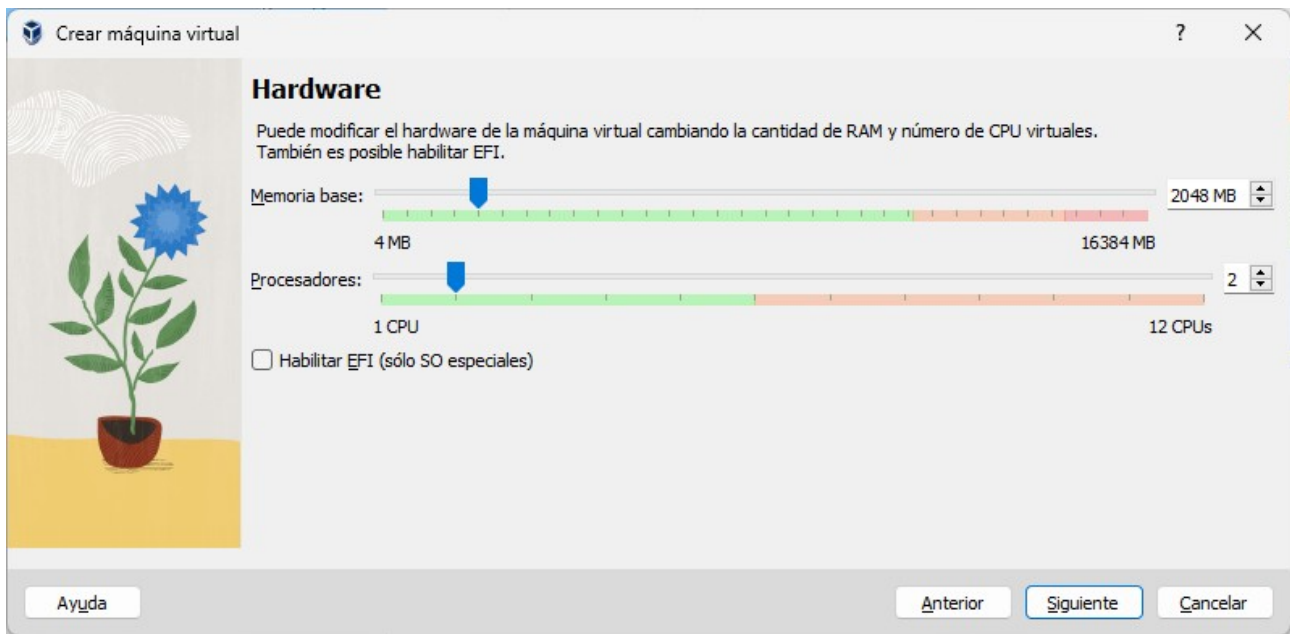 Crear máquina virtual
?
Hardware
Puede modificar el hardware de la máquina virtual cambiando la cantidad de RAM y número de CPU virtuales.
También es posible habilitar EFI.
Memoria base:
2048 MB
4 MB
16384 MB
Procesadores:
2
1 CPU
12 CPUs
Habilitar EFI (sólo SO especiales)
Ayuda
Anterior
Siguiente
Cancelar